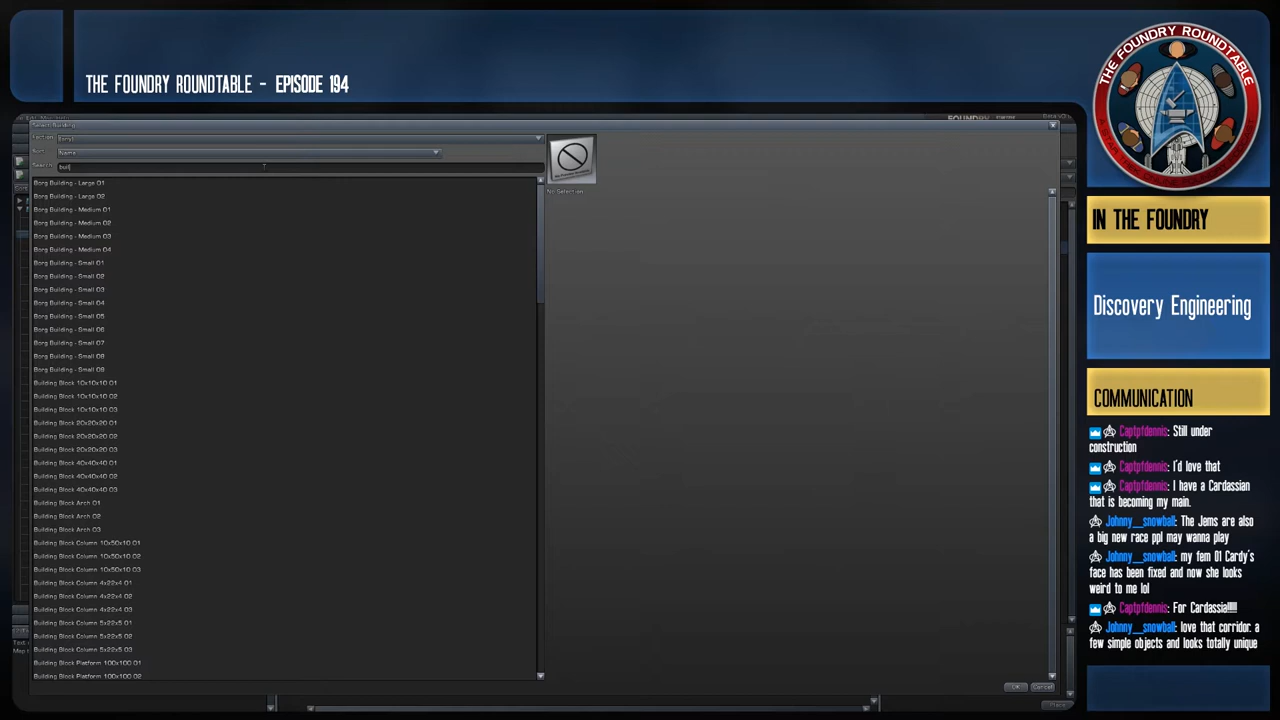 THE FOUNDRY ROUNDTABLE - EPISODE 194
THE FOUNDRY ROUNDTABLE
Select Building
FOUNDRY
Search
Name
buil
No Selection
Borg Building - Large 01
Borg Building - Large 02
Borg Building - Medium 01
Borg Building - Medium 02
Borg Building - Medium 03
Borg Building - Medium 04
Borg Building - Small 01
Borg Building - Small 02
Borg Building - Small 03
Borg Building - Small 04
Borg Building - Small 05
Borg Building - Small 06
Borg Building - Small 07
Borg Building - Small 08
Borg Building - Small 09
Building Block 10x10x10 01
Building Block 10x10x10 02
Building Block 10x10x10 03
Building Block 20x20x20 01
Building Block 20x20x20 02
Building Block 20x20x20 03
Building Block 40x40x40 01
Building Block 40x40x40 02
Building Block 40x40x40 03
Building Block Arch 01
Building Block Arch 02
Building Block Arch 03
Building Block Column 10x50x10 01
Building Block Column 10x50x10 02
Building Block Column 10x50x10 03
Building Block Column 4x22x4 01
Building Block Column 4x22x4 02
Building Block Column 4x22x4 03
Building Block Column 5x22x5 01
Building Block Column 5x22x5 02
Building Block Column 5x22x5 03
Building Block Platform 100x100 01
Building Block Platform 100x100 02
OK Cancel
Place
IN THE FOUNDRY
Discovery Engineering
COMMUNICATION
Captpfdennis: Still under
construction
Captpfdennis: I'd love that
Captpfdennis: I have a Cardassian
that is becoming my main.
Johnny__snowball: The Jems are also
a big new race ppl may wanna play
Johnny__snowball: my fem 01 Cardy's
face has been fixed and now she looks
weird to me lol
Captpfdennis: For Cardassia!!!!!
Johnny__snowball: love that corridor. a
few simple objects and looks totally unique